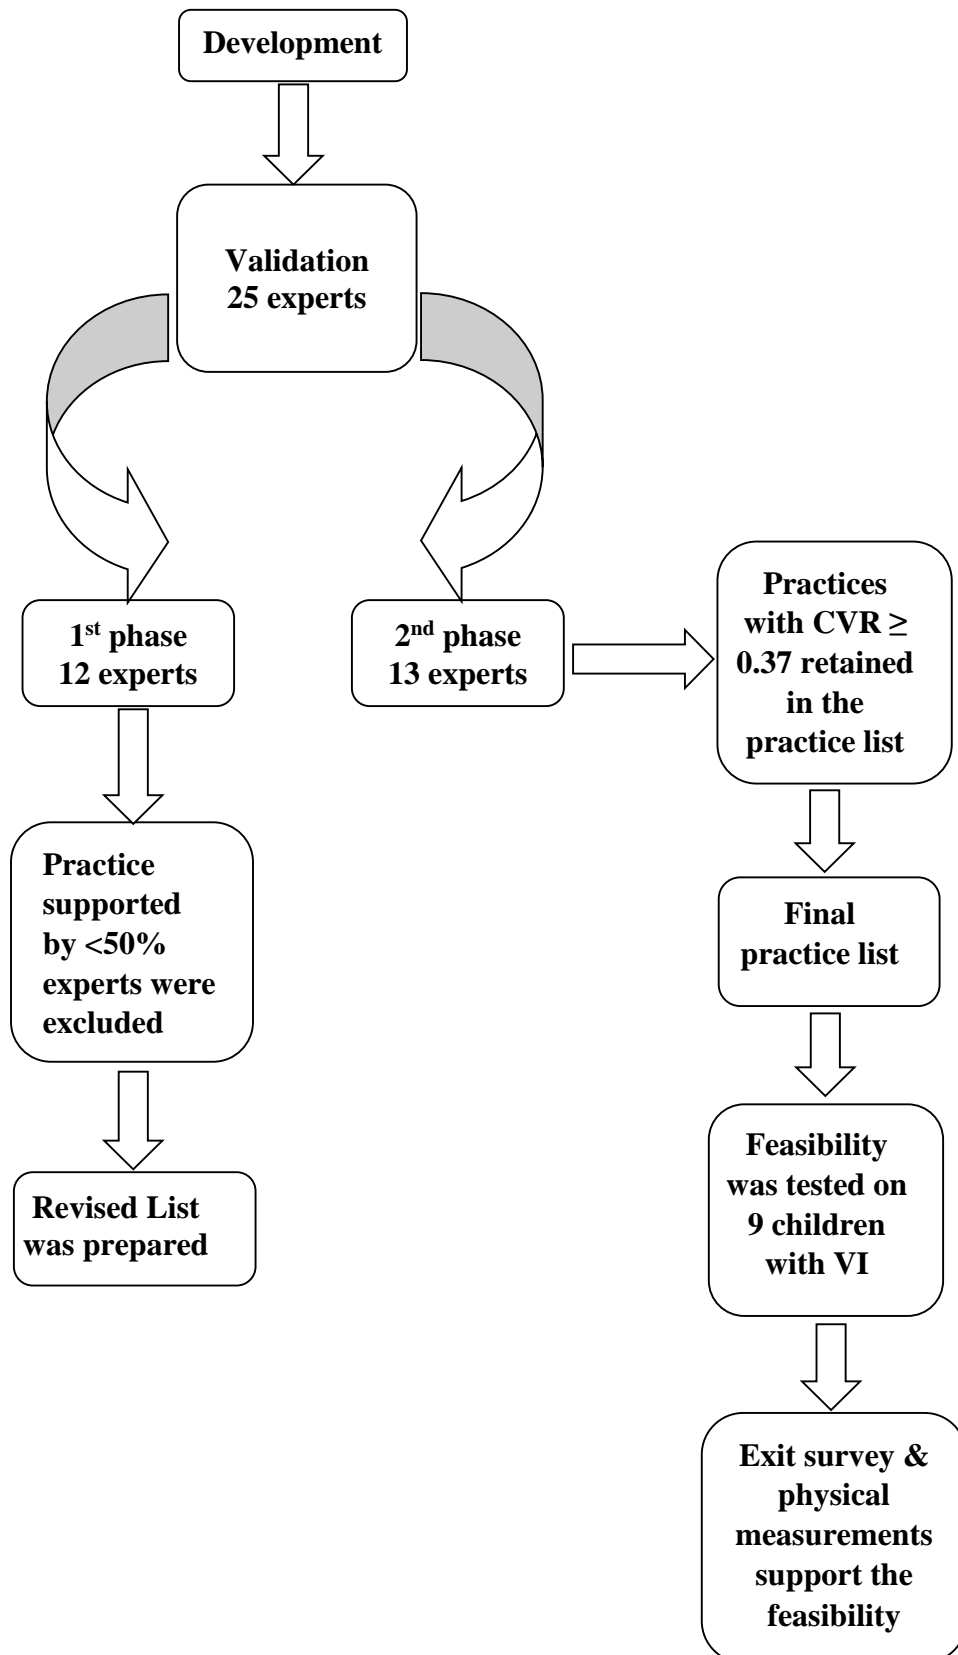 Development
Validation
25 experts
1st phase
12 experts
2nd phase
13 experts
Practices
with CVR ≥
0.37 retained
in the
practice list
Practice
supported
by <50%
experts were
excluded
Final
practice list
Revised List
was prepared
Feasibility
was tested on
9 children
with VI
Exit survey &
physical
measurements
support the
feasibility